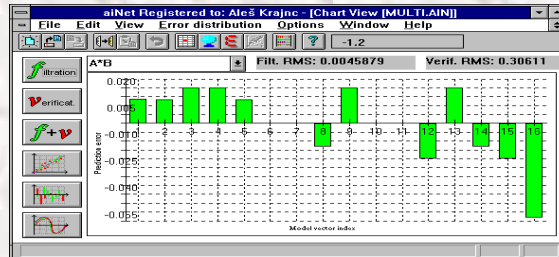 aiNet Registered to: Aleš Krajnc - [Chart View [MULTI.AIN]]
File Edit View Error distribution Options Window Help
-1.2
A*B Filt. RMS: 0.0045879 Verif. RMS: 0.30611
filtration
verificat.
f+v
Prediction error
0.020
0.005
-0.010
-0.025
-0.040
-0.055
1 2 3 4 5 6 7 8 9 10 11 12 13 14 15 16
Model vector index